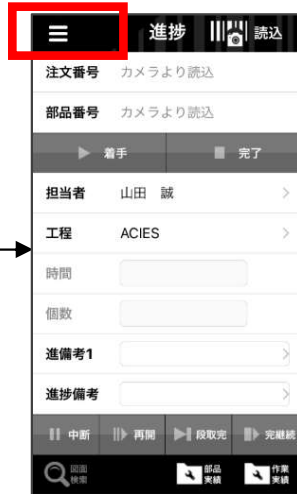 進捗 読込
注文番号 カメラより読込
部品番号 カメラより読込
着手 完了
担当者 山田 誠
工程 ACIES
時間
個数
進備考1
進捗備考
中断 再開 段取完 完継続
図面検索 部品実績 作業実績